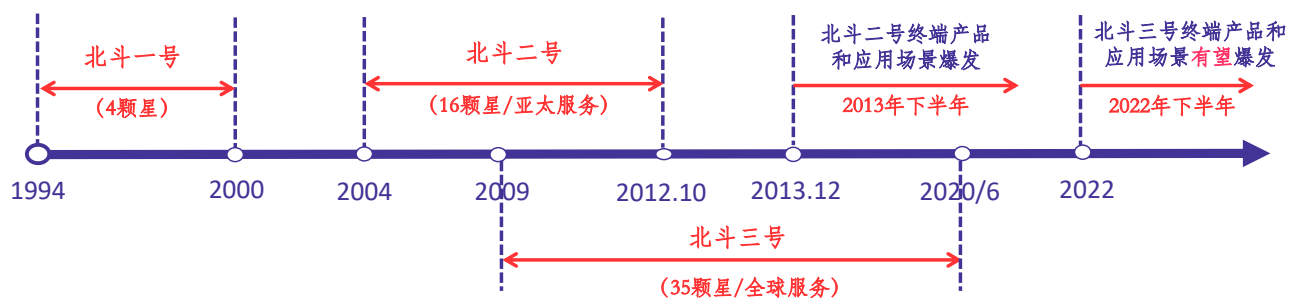 北斗一号
(4颗星)
北斗二号
(16颗星/亚太服务)
北斗二号终端产品
和应用场景爆发
2013年下半年
北斗三号终端产品和
应用场景有望爆发
2022年下半年
1994
2000
2004
2009
2012.10
2013.12
2020/6
2022
北斗三号
(35颗星/全球服务)